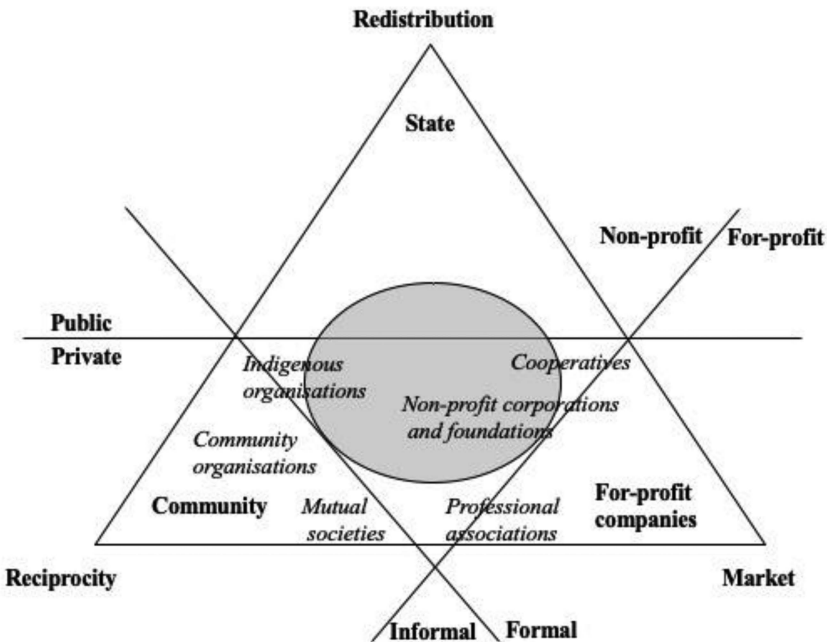 Redistribution
State
Non-profit
For-profit
Public
Private
Indigenous
organisations
Cooperatives
Non-profit corporations
and foundations
Community
organisations
Community
Mutual
societies
Professional
associations
For-profit
companies
Reciprocity
Market
Informal
Formal